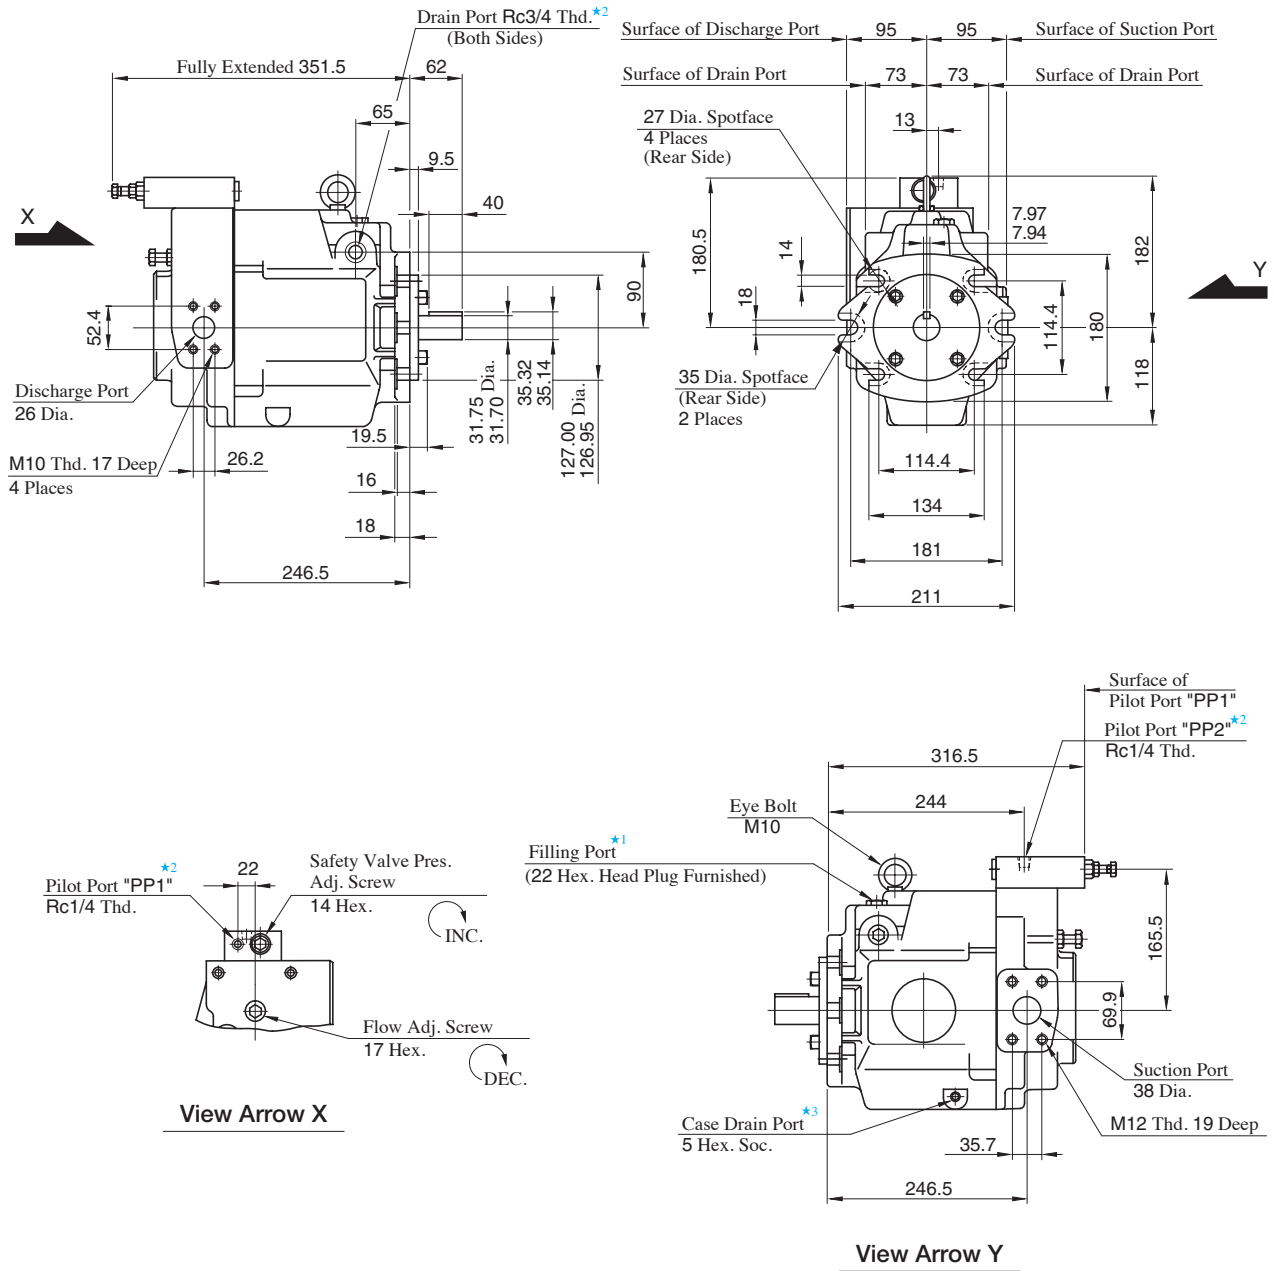 Drain Port Rc3/4 Thd.★2
(Both Sides)
Fully Extended 351.5
62
65
9.5
40
X
90
52.4
Discharge Port
26 Dia.
M10 Thd. 17 Deep
4 Places
26.2
19.5
16
18
246.5
31.75
31.70 Dia.
35.32
35.14
127.00
126.95 Dia.
Surface of Discharge Port
95
95
Surface of Suction Port
Surface of Drain Port
73
73
Surface of Drain Port
27 Dia. Spotface
4 Places
(Rear Side)
13
7.97
7.94
180.5
14
18
182
Y
114.4
180
118
35 Dia. Spotface
(Rear Side)
2 Places
114.4
134
181
211
Surface of
Pilot Port "PP1"
Pilot Port "PP2"★2
Rc1/4 Thd.
316.5
244
Eye Bolt
M10
Filling Port★1
(22 Hex. Head Plug Furnished)
165.5
69.9
Suction Port
38 Dia.
M12 Thd. 19 Deep
Case Drain Port★3
5 Hex. Soc.
35.7
246.5
View Arrow Y
★2
Pilot Port "PP1"
Rc1/4 Thd.
22
Safety Valve Pres.
Adj. Screw
14 Hex.
INC.
Flow Adj. Screw
17 Hex.
DEC.
View Arrow X